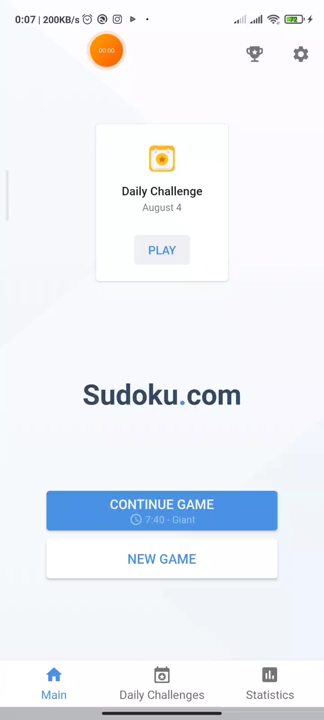 0:07 | 200KB/s
72
00:00
Daily Challenge
August 4
PLAY
Sudoku.com
CONTINUE GAME
7:40 - Giant
NEW GAME
Main
Daily Challenges
Statistics